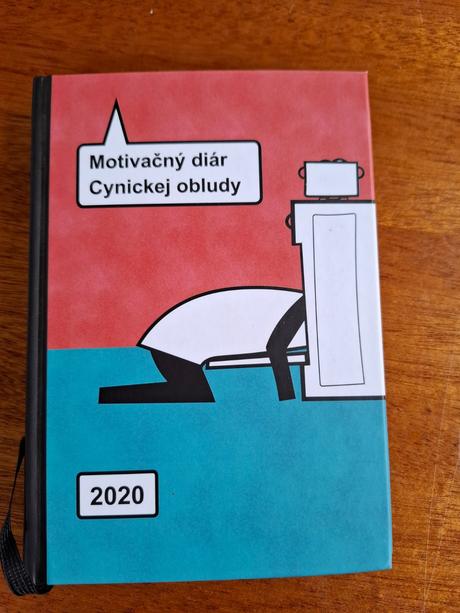 Motivačný diár
Cynickej obludy
2020